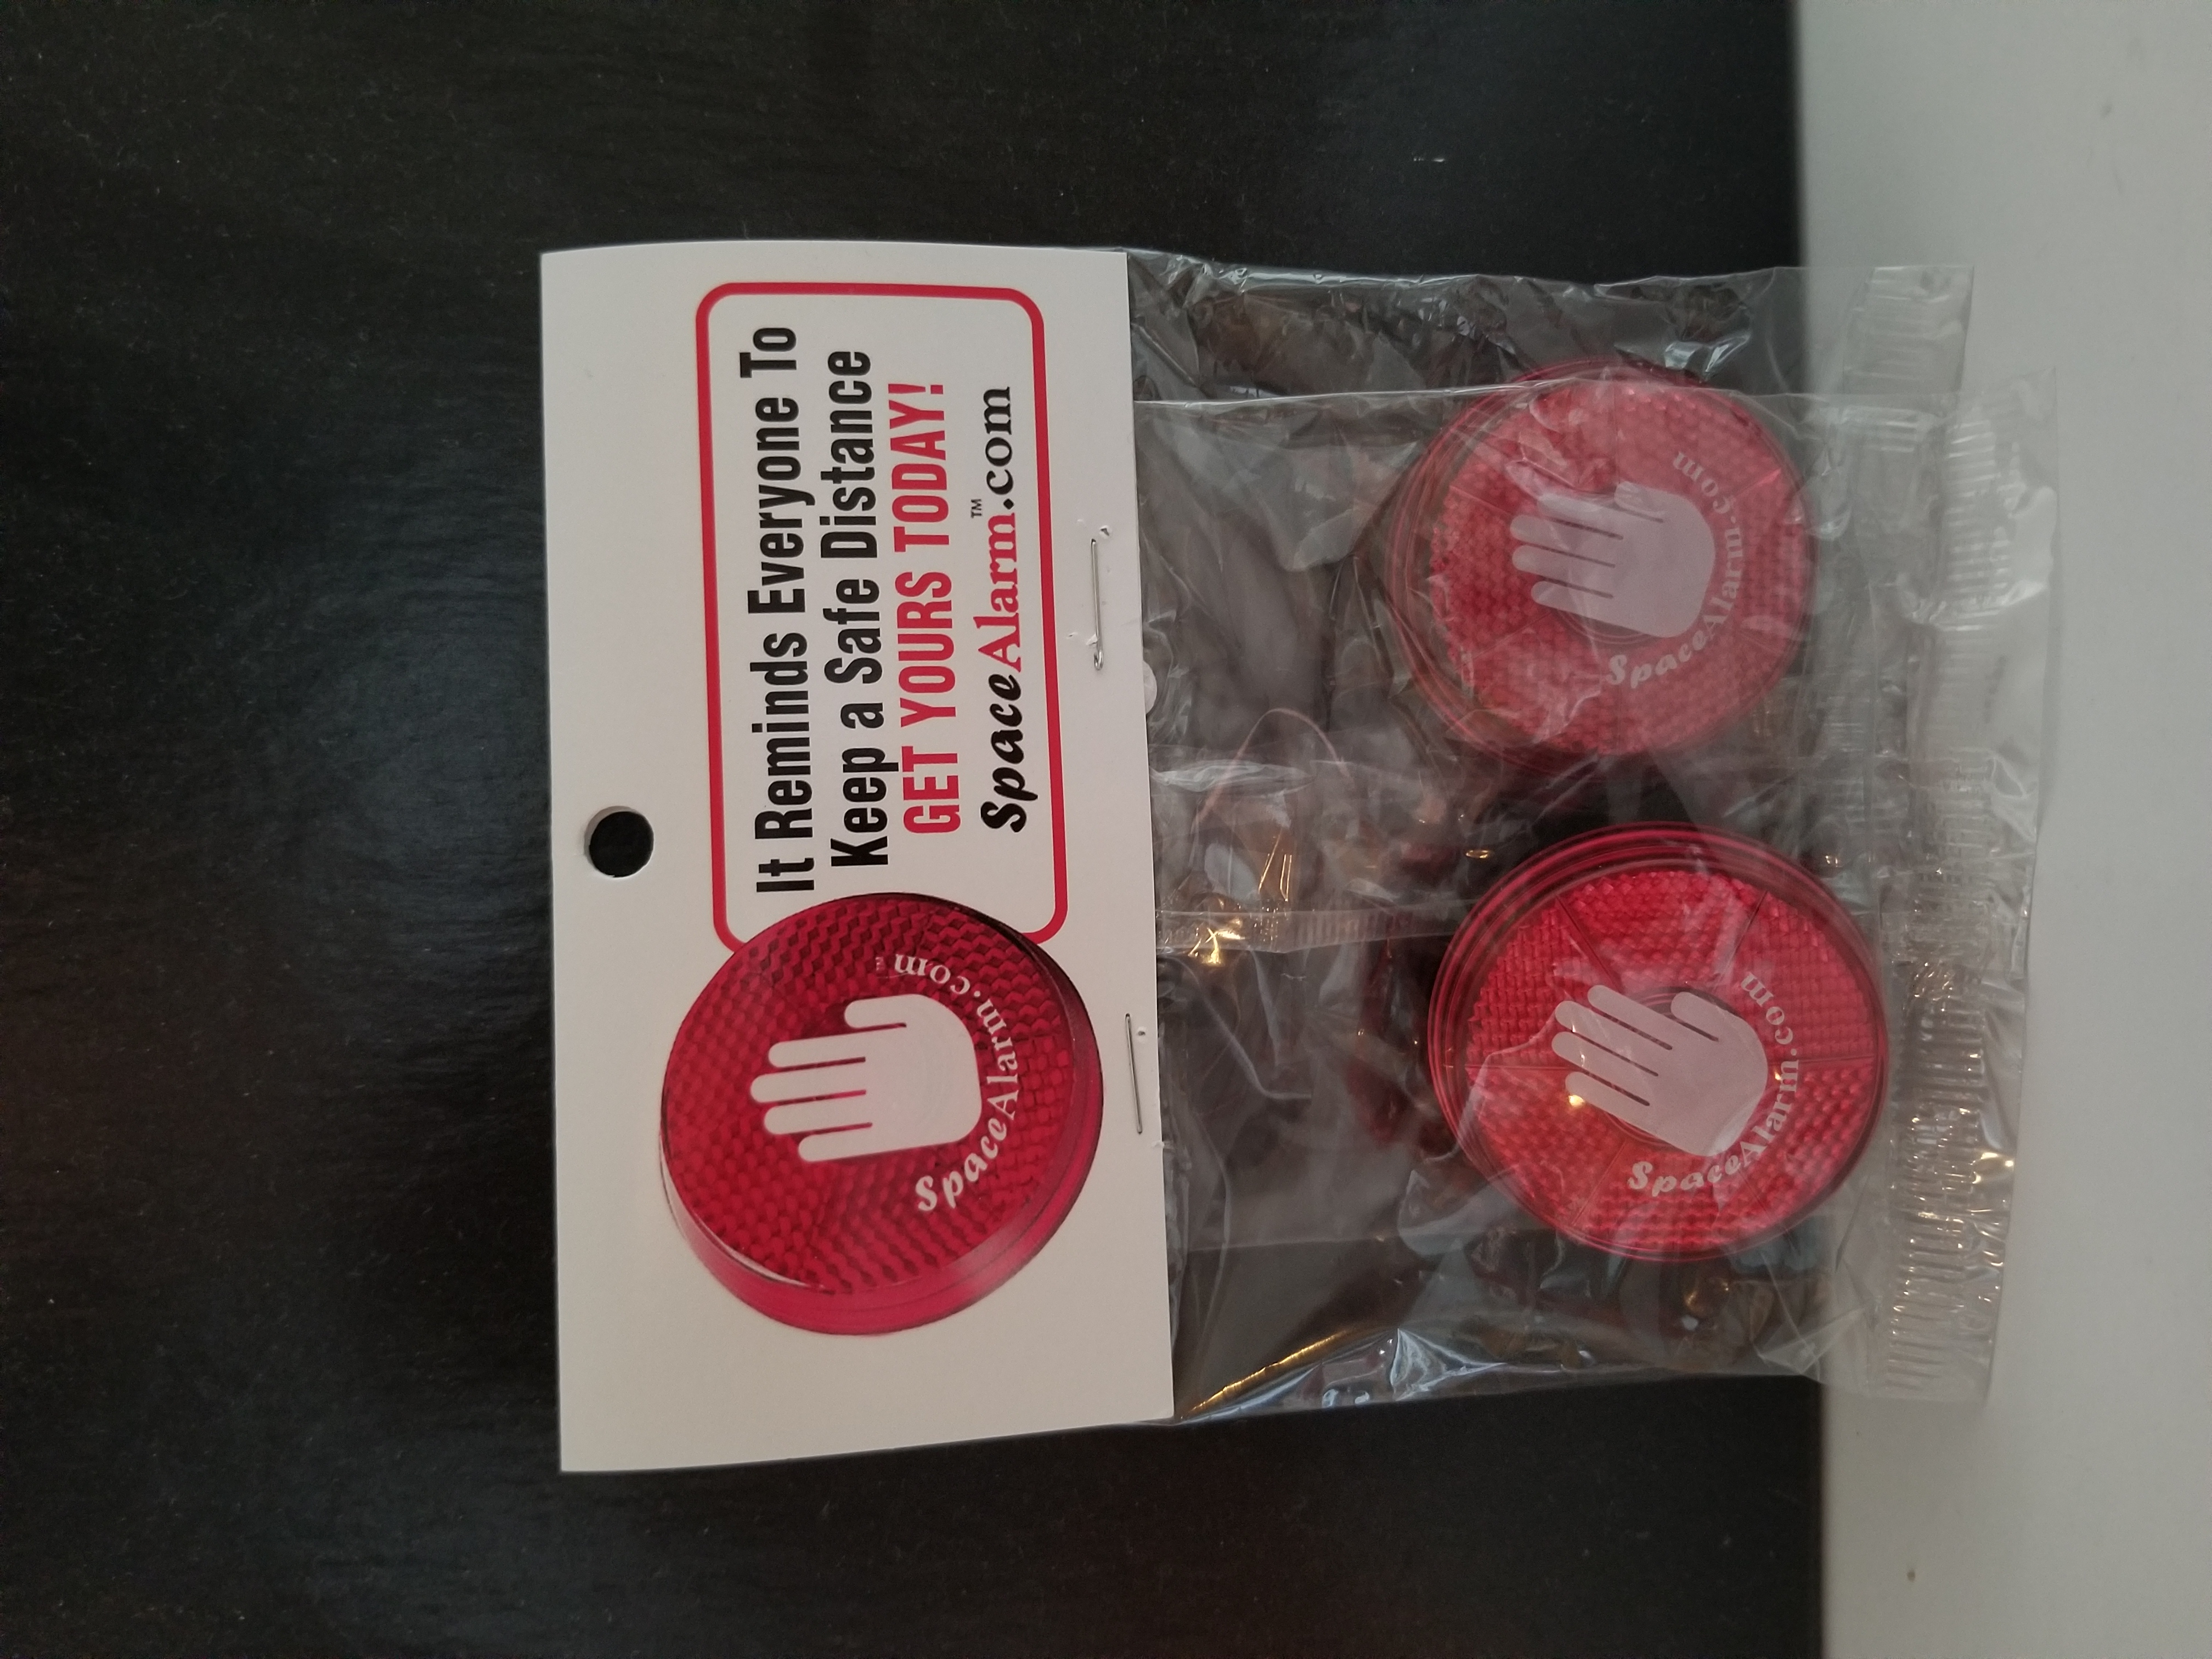 It Reminds Everyone To
Keep a Safe Distance
GET YOURS TODAY!
SpaceAlarm™.com
SpaceAlarm.com
SpaceAlarm.com
SpaceAlarm.com